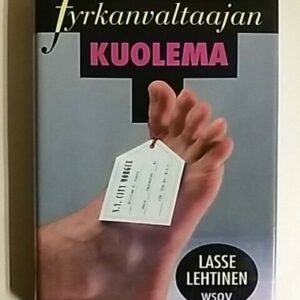 fyrkanvaltaajan
KUOLEMA
N.Y. CITY MORGUE
LASSE
LEHTINEN
WSOY